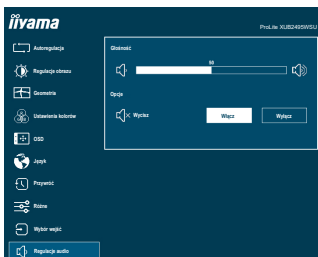 iiyama
ProLite XUB2495WSU
Autoregulacja
Głośność
50
Regulacja obrazu
Geometria
Opcje
Ustawienia kolorów
Wycisz
Włącz
Wyłącz
OSD
Język
Przywróć
Różne
Wybór wejść
Regulacja audio